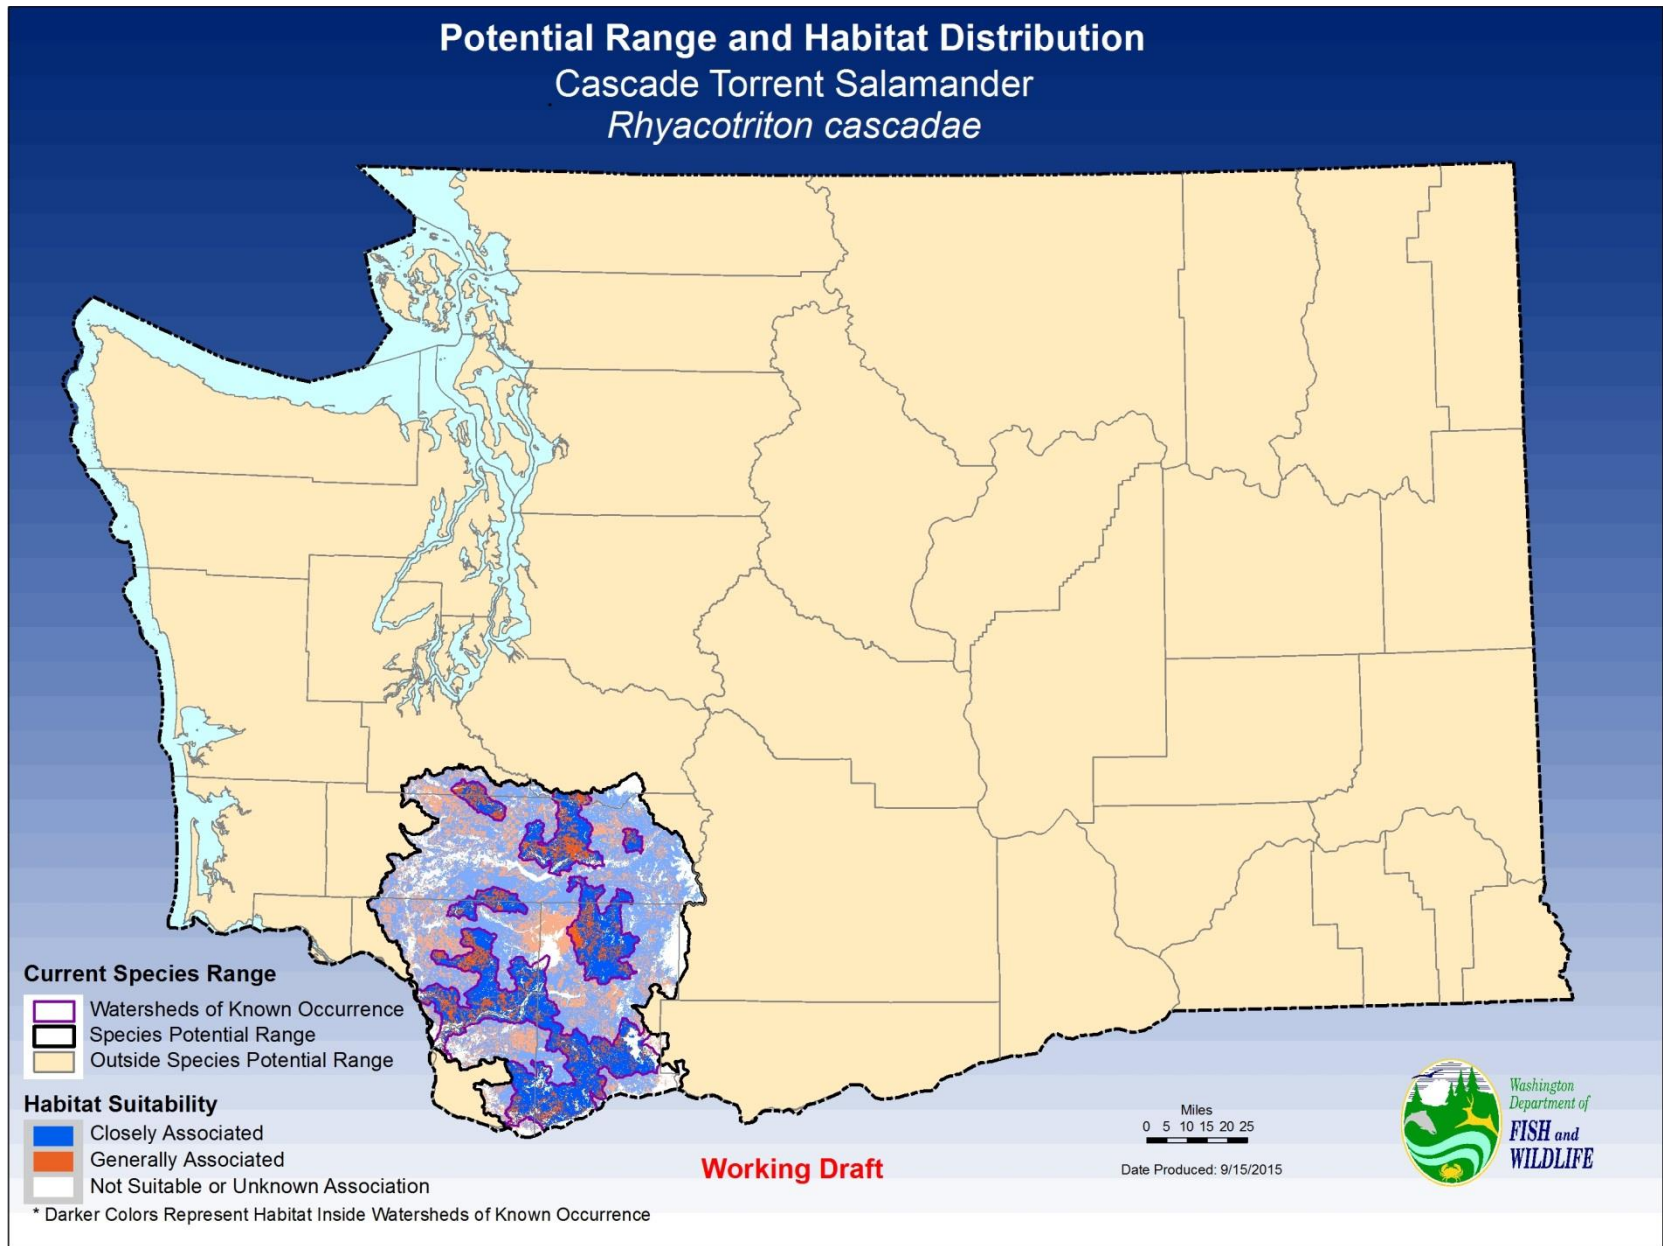 Potential Range and Habitat Distribution
Cascade Torrent Salamander
Rhyacotriton cascadae
Current Species Range
Watersheds of Known Occurrence
Species Potential Range
Outside Species Potential Range
Habitat Suitability
Closely Associated
Generally Associated
Not Suitable or Unknown Association
* Darker Colors Represent Habitat Inside Watersheds of Known Occurrence
Working Draft
Miles
0 5 10 15 20 25
Date Produced: 9/15/2015
Washington
Department of
FISH and
WILDLIFE